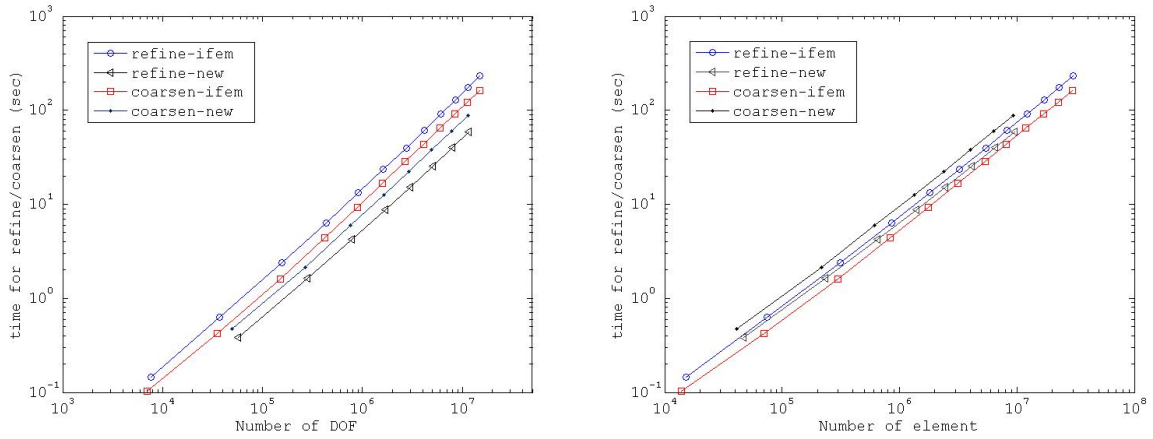 10^3
10^2
10^1
10^0
10^-1
time for refine/coarsen (sec)
refine-ifem
refine-new
coarsen-ifem
coarsen-new
10^3
10^4
10^5
10^6
10^7
Number of DOF
10^3
10^2
10^1
10^0
10^-1
time for refine/coarsen (sec)
refine-ifem
refine-new
coarsen-ifem
coarsen-new
10^4
10^5
10^6
10^7
10^8
Number of element